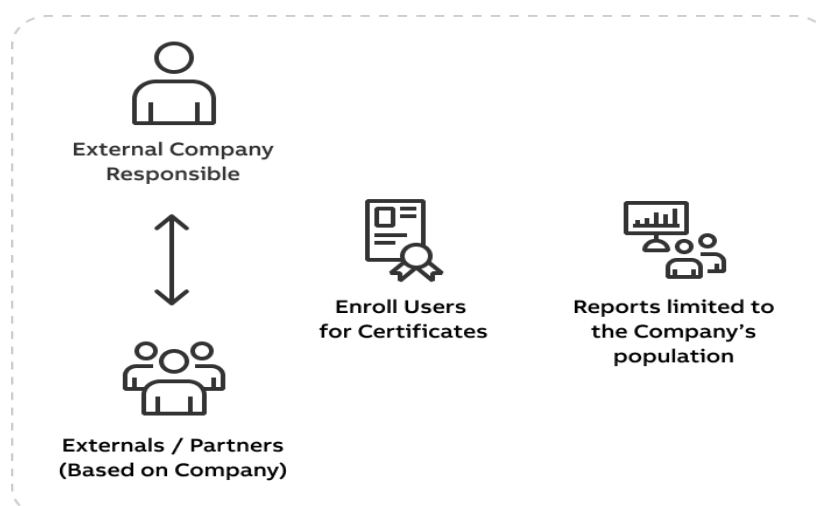 External Company
Responsible
Enroll Users
for Certificates
Reports limited to
the Company's
population
Externals / Partners
(Based on Company)